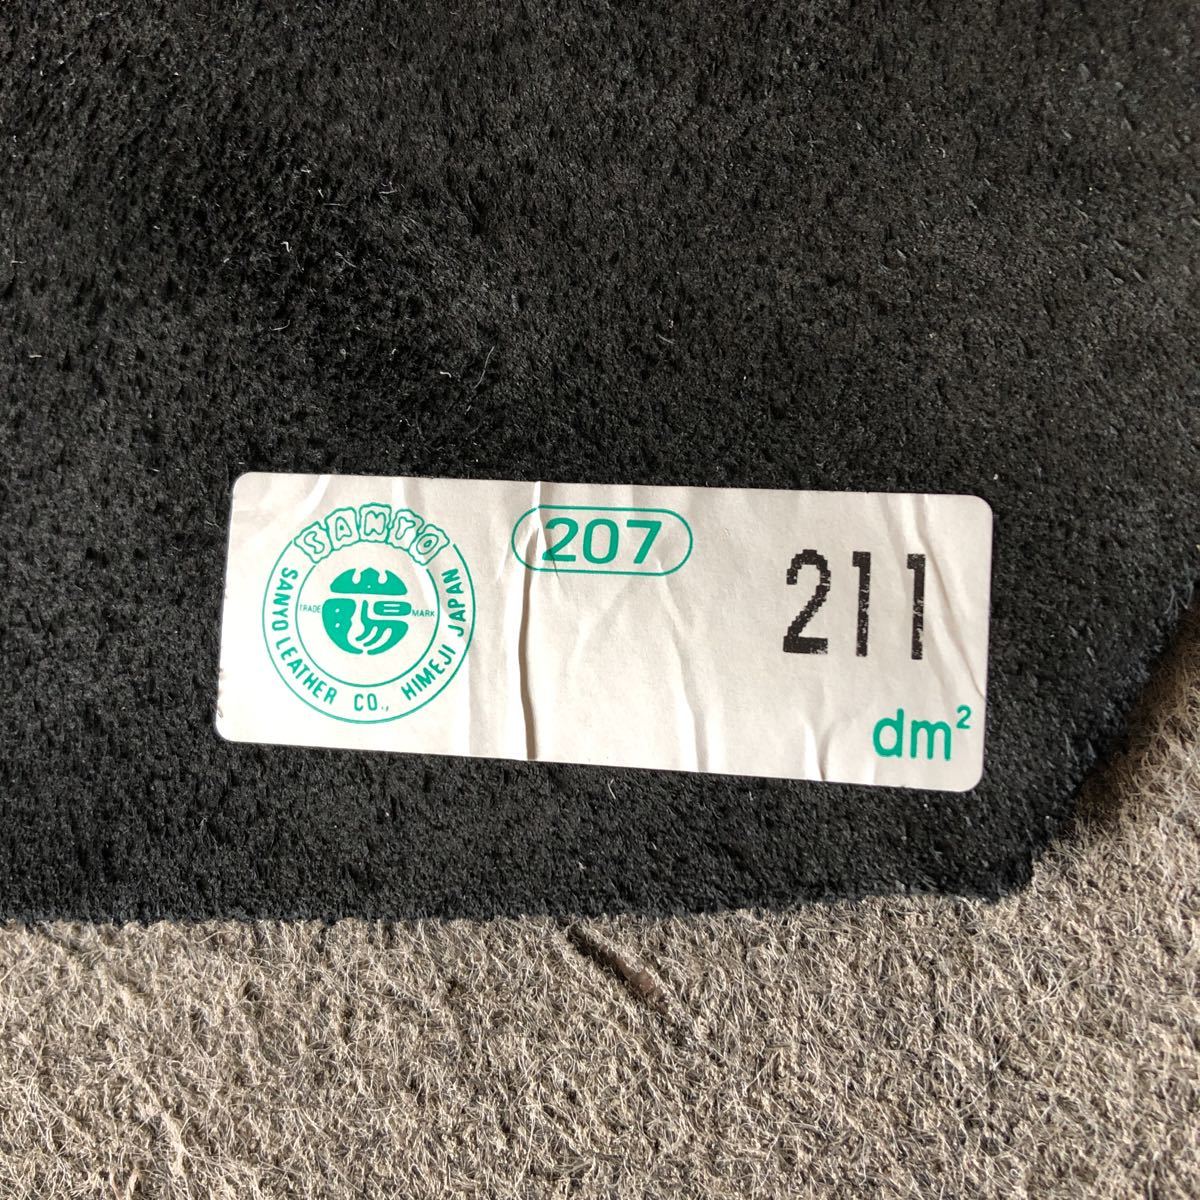 SANYO
SANYO LEATHER CO., HIMEJI JAPAN
TRADE MARK
207
211
dm²